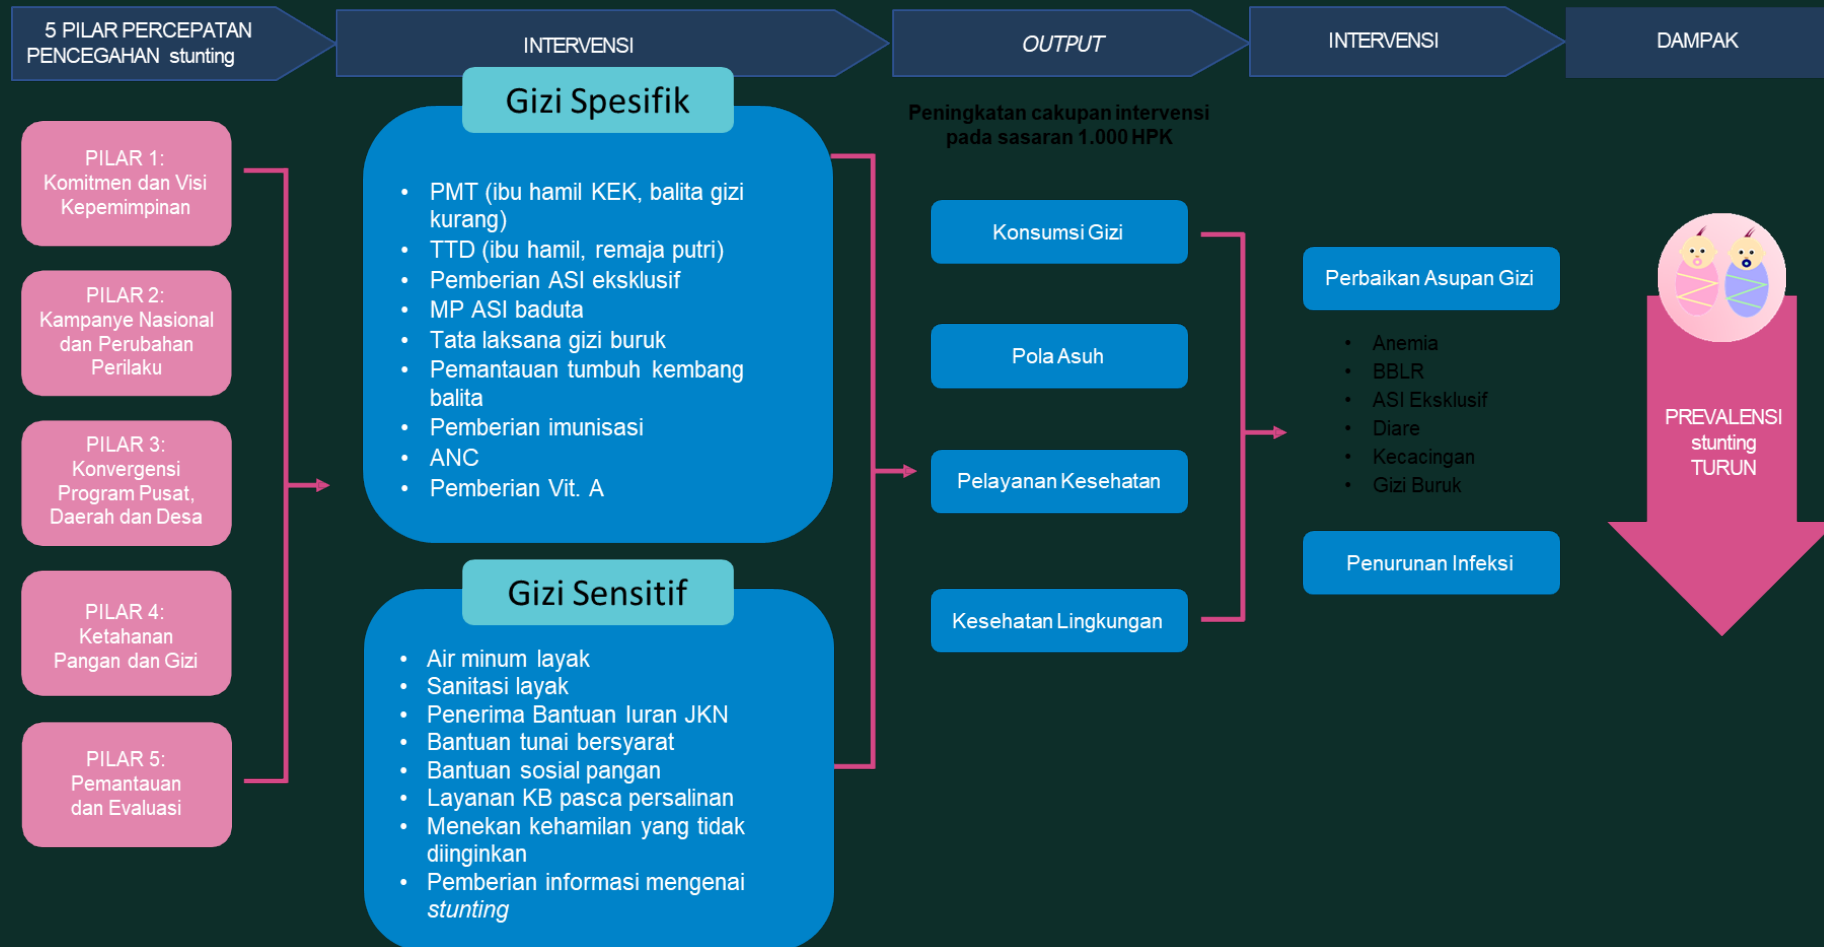 5 PILAR PERCEPATAN
PENCEGAHAN stunting
INTERVENSI
OUTPUT
INTERVENSI
DAMPAK
PILAR 1:
Komitmen dan Visi
Kepemimpinan
PILAR 2:
Kampanye Nasional
dan Perubahan
Perilaku
PILAR 3:
Konvergensi
Program Pusat,
Daerah dan Desa
PILAR 4:
Ketahanan
Pangan dan Gizi
PILAR 5:
Pemantauan
dan Evaluasi
Gizi Spesifik
• PMT (ibu hamil KEK, balita gizi
kurang)
• TTD (ibu hamil, remaja putri)
• Pemberian ASI eksklusif
• MP ASI baduta
• Tata laksana gizi buruk
• Pemantauan tumbuh kembang
balita
• Pemberian imunisasi
• ANC
• Pemberian Vit. A
Gizi Sensitif
• Air minum layak
• Sanitasi layak
• Penerima Bantuan Iuran JKN
• Bantuan tunai bersyarat
• Bantuan sosial pangan
• Layanan KB pasca persalinan
• Menekan kehamilan yang tidak
diinginkan
• Pemberian informasi mengenai
stunting
Peningkatan cakupan intervensi
pada sasaran 1.000 HPK
Konsumsi Gizi
Pola Asuh
Pelayanan Kesehatan
Kesehatan Lingkungan
Perbaikan Asupan Gizi
• Anemia
• BBLR
• ASI Eksklusif
• Diare
• Kecacingan
• Gizi Buruk
Penurunan Infeksi
PREVALENSI
stunting
TURUN